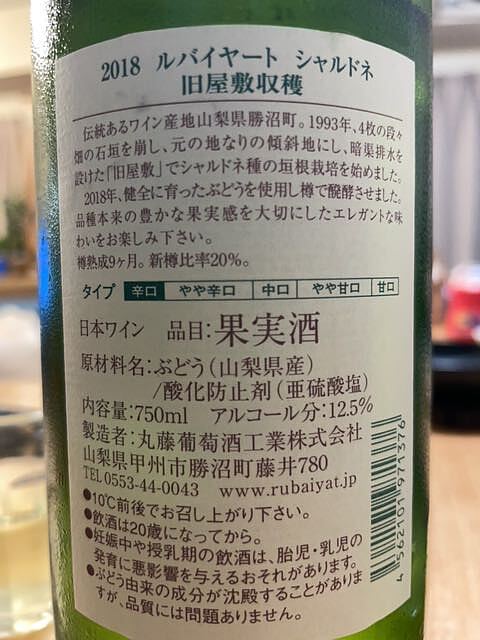 2018 ルバイヤート シャルドネ
旧屋敷収穫
伝統あるワイン産地山梨県勝沼町。1993年、4枚の段々
畑の石垣を崩し、元の地なりの傾斜地にし、暗渠排水を
設けた「旧屋敷」でシャルドネ種の垣根栽培を始めました。
2018年、健全に育ったぶどうを使用し樽で醗酵させました。
品種本来の豊かな果実感を大切にしたエレガントな味
わいをお楽しみ下さい。
樽熟成9ヶ月。新樽比率20%。
タイプ 辛口 やや辛口 中口 やや甘口 甘口
日本ワイン 品目:果実酒
原材料名:ぶどう(山梨県産)
/酸化防止剤(亜硫酸塩)
内容量:750ml アルコール分:12.5%
製造者:丸藤葡萄酒工業株式会社
山梨県甲州市勝沼町藤井780
TEL0553-44-0043 www.rubaiyat.jp
●10℃前後でお召し上がり下さい。
●飲酒は20歳になってから。
●妊娠中や授乳期の飲酒は、胎児・乳児の
発育に悪影響を与えるおそれがあります。
●ぶどう由来の成分が沈殿することがありま
すが、品質には問題ありません。
4 562101 971376